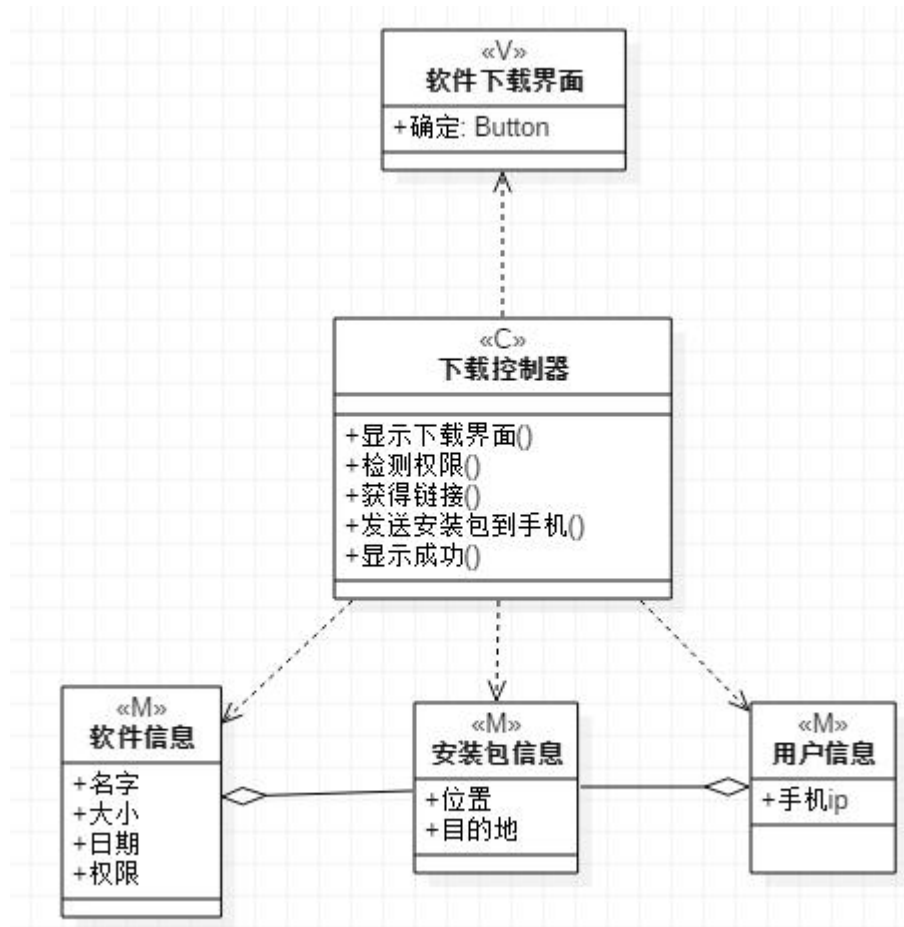 «V»
软件下载界面
+确定: Button
«C»
下载控制器
+显示下载界面()
+检测权限()
+获得链接()
+发送安装包到手机()
+显示成功()
«M»
软件信息
+名字
+大小
+日期
+权限
«M»
安装包信息
+位置
+目的地
«M»
用户信息
+手机ip